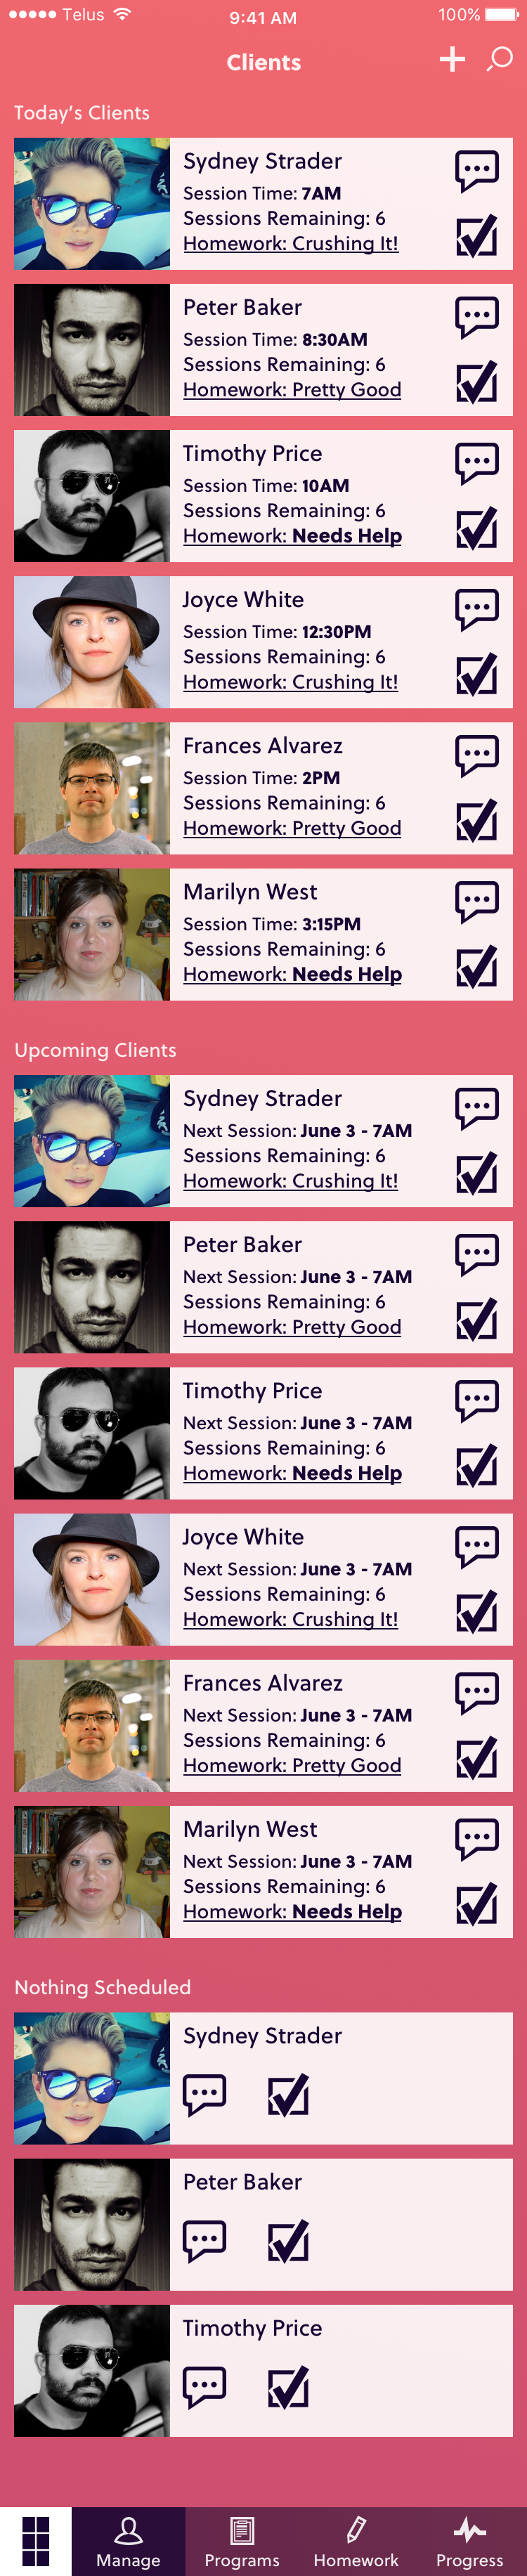 Telus 9:41 AM 100%
Clients
Today's Clients
Sydney Strader
Session Time: 7AM
Sessions Remaining: 6
Homework: Crushing It!
Peter Baker
Session Time: 8:30AM
Sessions Remaining: 6
Homework: Pretty Good
Timothy Price
Session Time: 10AM
Sessions Remaining: 6
Homework: Needs Help
Joyce White
Session Time: 12:30PM
Sessions Remaining: 6
Homework: Crushing It!
Frances Alvarez
Session Time: 2PM
Sessions Remaining: 6
Homework: Pretty Good
Marilyn West
Session Time: 3:15PM
Sessions Remaining: 6
Homework: Needs Help
Upcoming Clients
Sydney Strader
Next Session: June 3 - 7AM
Sessions Remaining: 6
Homework: Crushing It!
Peter Baker
Next Session: June 3 - 7AM
Sessions Remaining: 6
Homework: Pretty Good
Timothy Price
Next Session: June 3 - 7AM
Sessions Remaining: 6
Homework: Needs Help
Joyce White
Next Session: June 3 - 7AM
Sessions Remaining: 6
Homework: Crushing It!
Frances Alvarez
Next Session: June 3 - 7AM
Sessions Remaining: 6
Homework: Pretty Good
Marilyn West
Next Session: June 3 - 7AM
Sessions Remaining: 6
Homework: Needs Help
Nothing Scheduled
Sydney Strader
Peter Baker
Timothy Price
Manage Programs Homework Progress